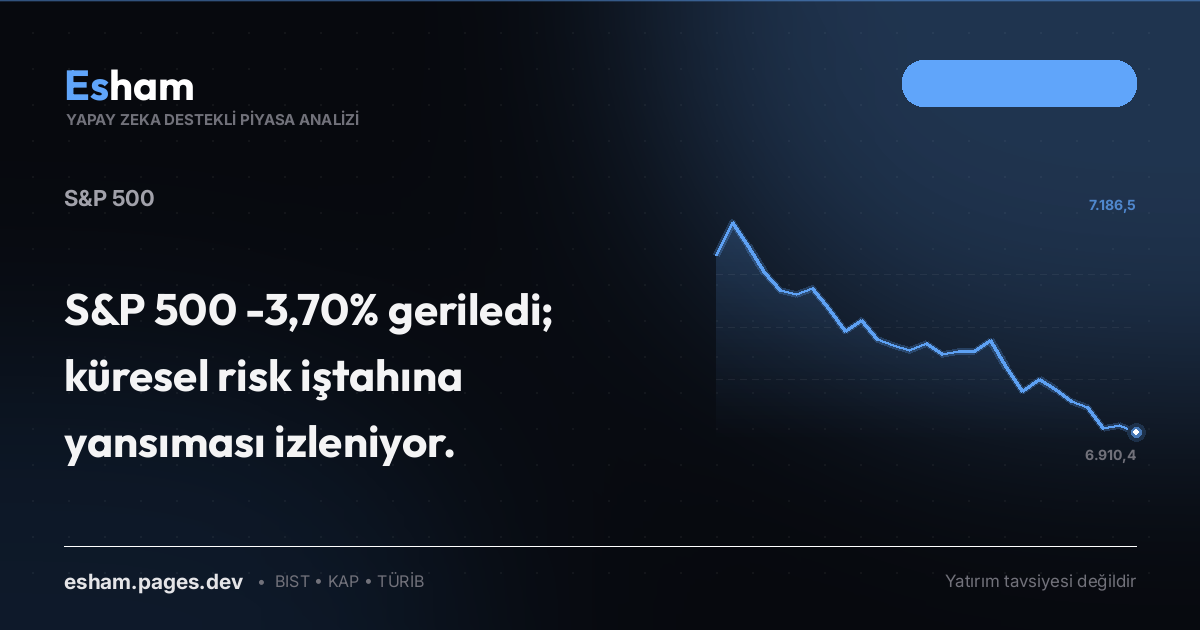 Esham
YAPAY ZEKA DESTEKLİ PİYASA ANALİZİ
S&P 500
7.186,5
S&P 500 -3,70% geriledi;
küresel risk iştahına
yansıması izleniyor.
6.910,4
esham.pages.dev • BIST • KAP • TÜRİB
Yatırım tavsiyesi değildir